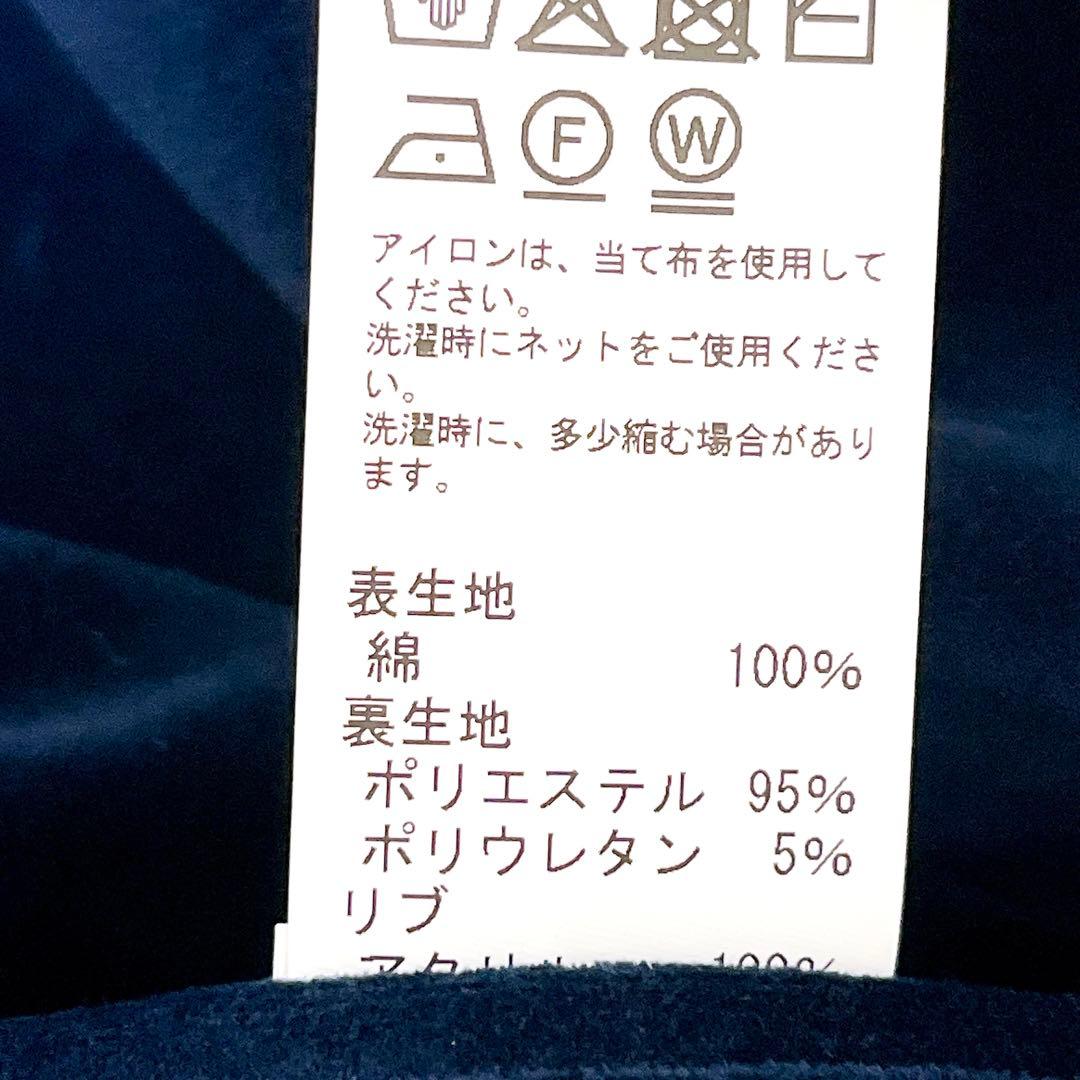 F W
アイロンは、当て布を使用して
ください。
洗濯時にネットをご使用くださ
い。
洗濯時に、多少縮む場合があり
ます。
表生地
綿 100%
裏生地
ポリエステル 95%
ポリウレタン 5%
リブ